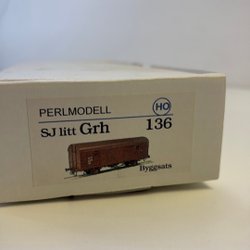 PERLMODELL HO
SJ litt Grh 136
Byggsats